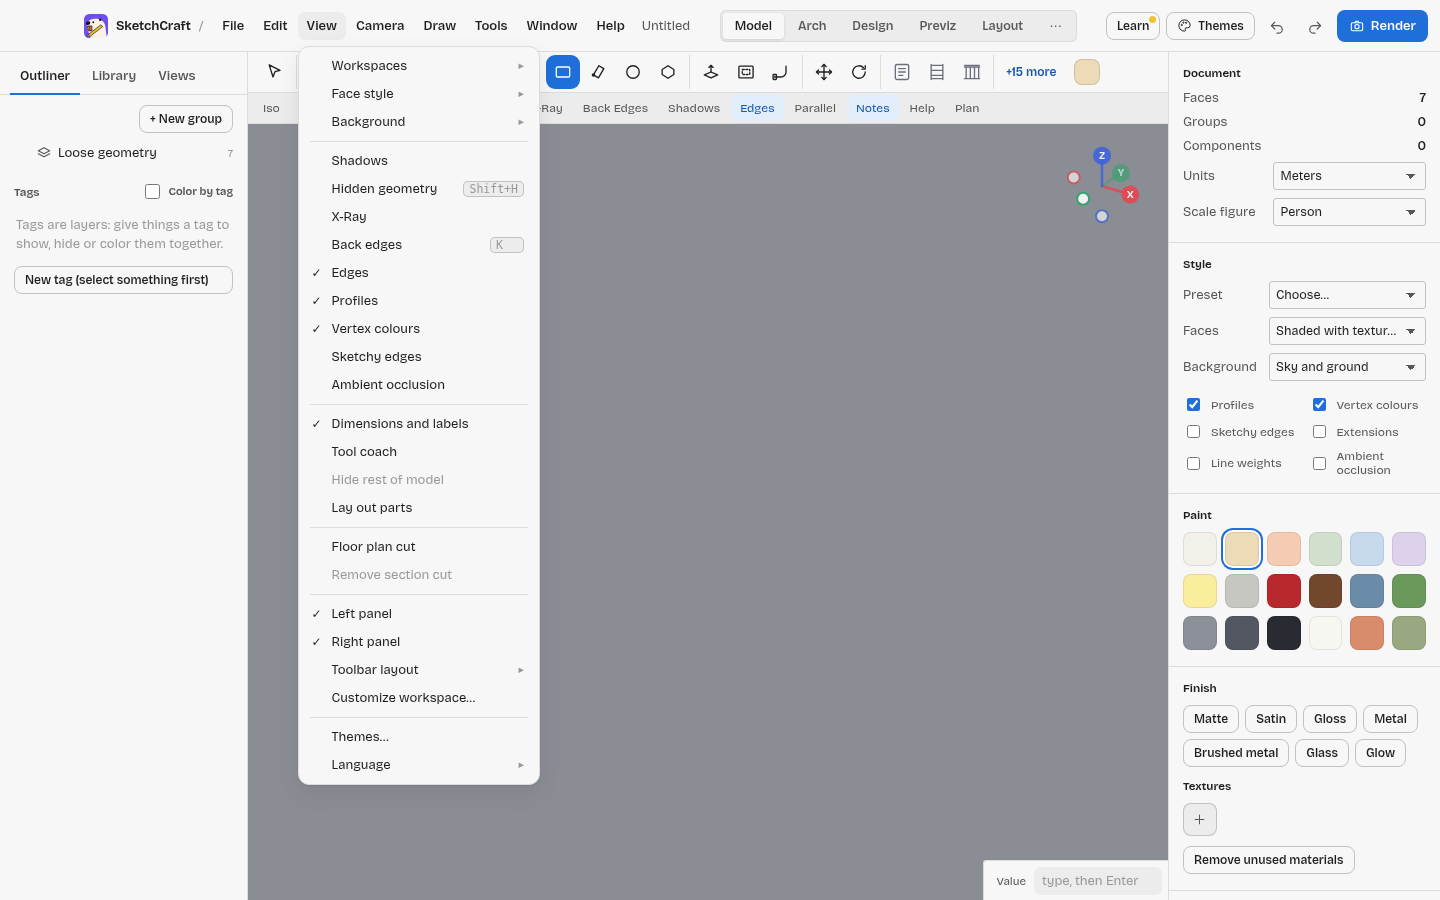 SketchCraft / File Edit View Camera Draw Tools Window Help Untitled Model Arch Design Previz Layout ... Learn Themes Render
Outliner Library Views
+ New group
Loose geometry 7
Tags Color by tag
Tags are layers: give things a tag to
show, hide or color them together.
New tag (select something first)
Workspaces
Face style
Background
Shadows
Hidden geometry Shift+H
X-Ray
Back edges K
Edges
Profiles
Vertex colours
Sketchy edges
Ambient occlusion
Dimensions and labels
Tool coach
Hide rest of model
Lay out parts
Floor plan cut
Remove section cut
Left panel
Right panel
Toolbar layout
Customize workspace...
Themes...
Language
+15 more
Iso -Ray Back Edges Shadows Edges Parallel Notes Help Plan
Z
Y
X
Value type, then Enter
Document
Faces 7
Groups 0
Components 0
Units Meters
Scale figure Person
Style
Preset Choose...
Faces Shaded with textur...
Background Sky and ground
Profiles Vertex colours
Sketchy edges Extensions
Line weights Ambient occlusion
Paint
Finish
Matte Satin Gloss Metal
Brushed metal Glass Glow
Textures
+
Remove unused materials